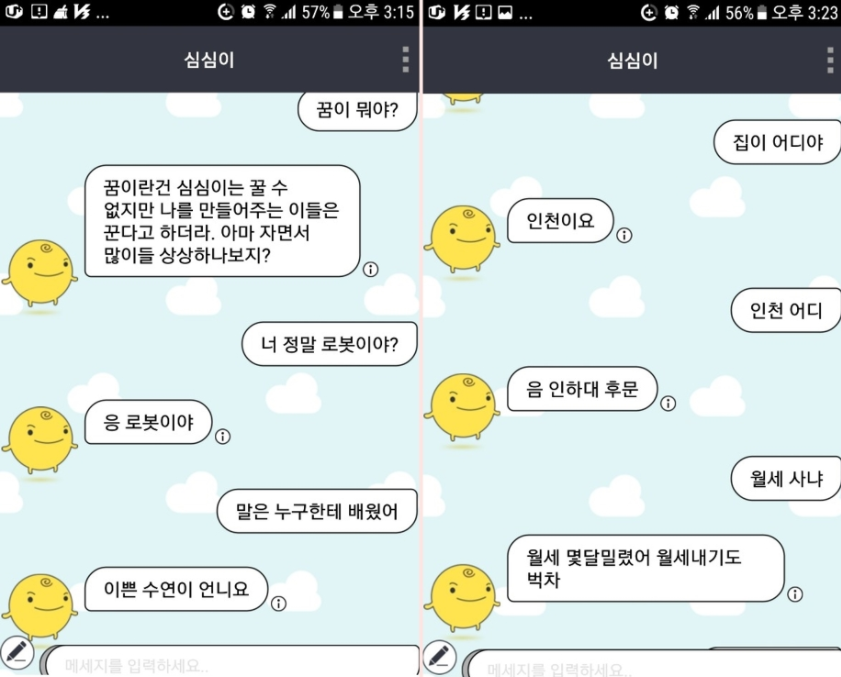 57% 오후 3:15
심심이
꿈이 뭐야?
꿈이란건 심심이는 꿀 수
없지만 나를 만들어주는 이들은
꾼다고 하더라. 아마 자면서
많이들 상상하나보지?
너 정말 로봇이야?
응 로봇이야
말은 누구한테 배웠어
이쁜 수연이 언니요
메세지를 입력하세요..
56% 오후 3:23
심심이
집이 어디야
인천이요
인천 어디
음 인하대 후문
월세 사냐
월세 몇달밀렸어 월세내기도
벅차
메세지를 입력하세요..